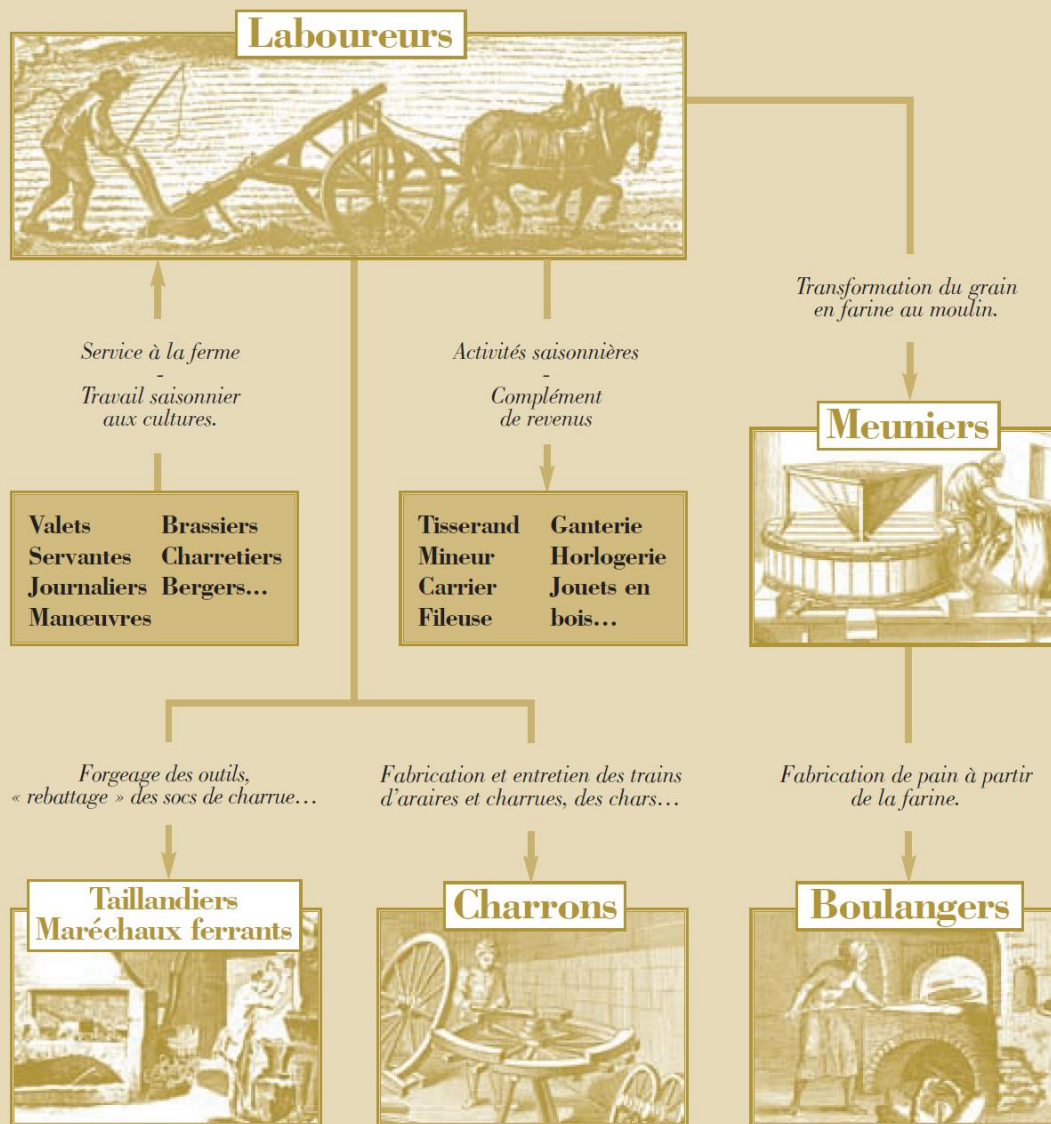 Laboureurs
Transformation du grain
en farine au moulin.
Service à la ferme
-
Travail saisonnier
aux cultures.
Activités saisonnières
-
Complément
de revenus
Meuniers
Valets Brassiers
Servantes Charretiers
Journaliers Bergers...
Manœuvres
Tisserand Ganterie
Mineur Horlogerie
Carrier Jouets en
Fileuse bois...
Forgeage des outils,
« rebattage » des socs de charrue...
Fabrication et entretien des trains
d'araires et charrues, des chars...
Fabrication de pain à partir
de la farine.
Taillandiers
Maréchaux ferrants
Charrons
Boulangers